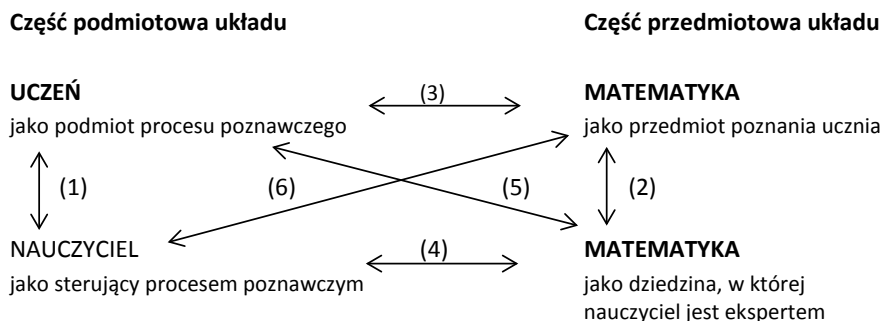 Część podmiotowa układu
Część przedmiotowa układu
UCZEŃ
(3)
MATEMATYKA
jako podmiot procesu poznawczego
jako przedmiot poznania ucznia
(1)
(6)
(5)
(2)
NAUCZYCIEL
(4)
MATEMATYKA
jako sterujący procesem poznawczym
jako dziedzina, w której
nauczyciel jest ekspertem